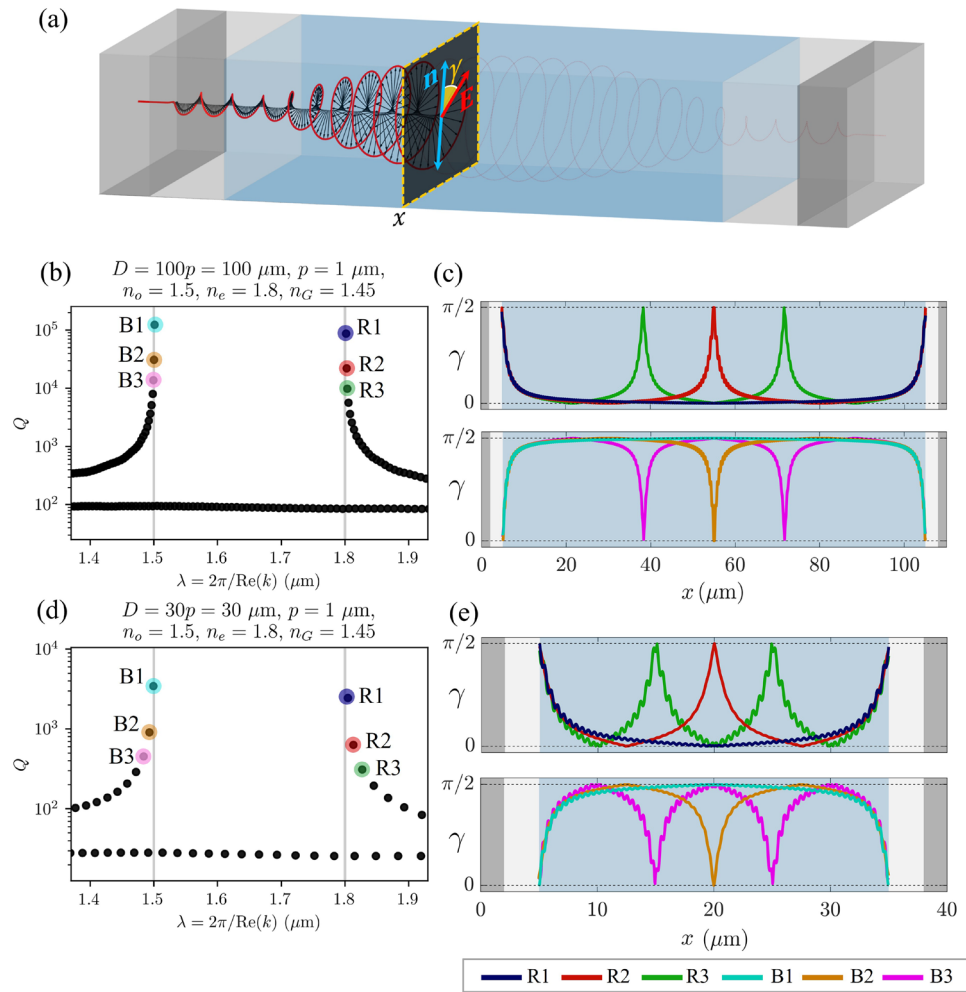 (a)
n
γ
E
x
(b)
D = 100p = 100 μm, p = 1 μm,
n_o = 1.5, n_e = 1.8, n_G = 1.45
Q
10^5
10^4
10^3
10^2
B1
B2
B3
R1
R2
R3
1.4 1.5 1.6 1.7 1.8 1.9
λ = 2π/Re(k) (μm)
(c)
π/2
γ
0
π/2
γ
0
0 20 40 60 80 100
x (μm)
(d)
D = 30p = 30 μm, p = 1 μm,
n_o = 1.5, n_e = 1.8, n_G = 1.45
Q
10^4
10^3
10^2
B1
B2
B3
R1
R2
R3
1.4 1.5 1.6 1.7 1.8 1.9
λ = 2π/Re(k) (μm)
(e)
π/2
γ
0
π/2
γ
0
0 10 20 30 40
x (μm)
R1 R2 R3 B1 B2 B3